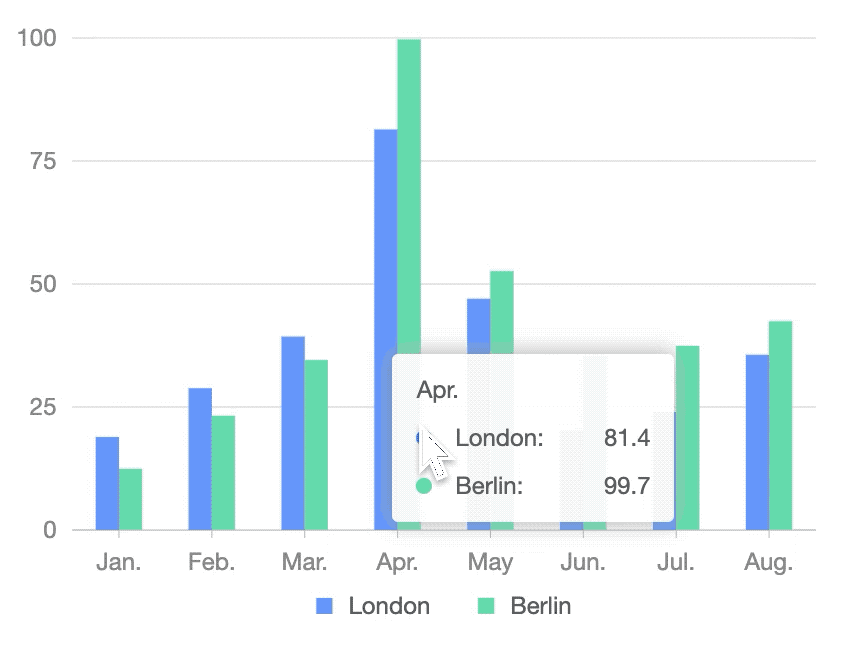 100
75
50
25
0
Apr.
London: 81.4
Berlin: 99.7
Jan. Feb. Mar. Apr. May Jun. Jul. Aug.
London Berlin